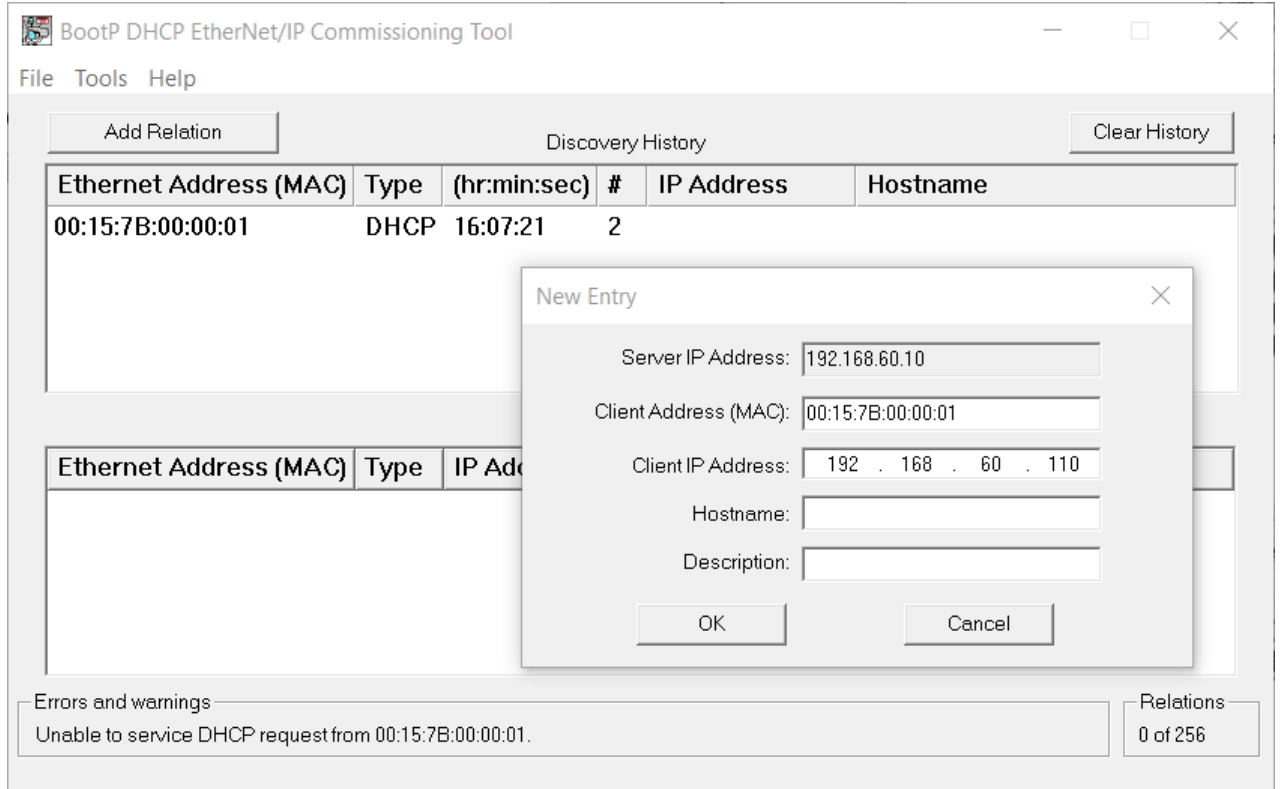 BootP DHCP EtherNet/IP Commissioning Tool
File Tools Help
Add Relation
Discovery History
Clear History
Ethernet Address (MAC) Type (hr:min:sec) # IP Address Hostname
00:15:7B:00:00:01 DHCP 16:07:21 2
New Entry
Server IP Address: 192.168.60.10
Client Address (MAC): 00:15:7B:00:00:01
Client IP Address: 192 . 168 . 60 . 110
Hostname:
Description:
OK Cancel
Ethernet Address (MAC) Type IP
Errors and warnings
Unable to service DHCP request from 00:15:7B:00:00:01.
Relations
0 of 256